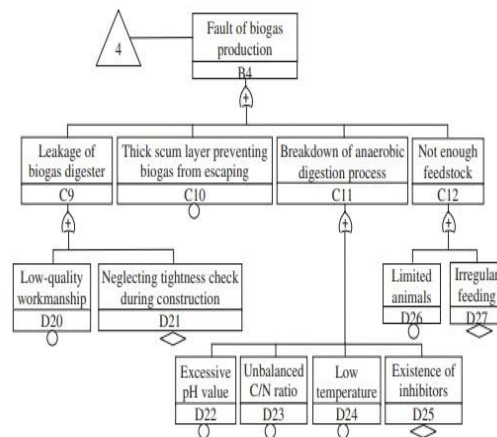 4
Fault of biogas
production
B4
+
Leakage of
biogas digester
C9
Thick scum layer preventing
biogas from escaping
C10
Breakdown of anaerobic
digestion process
C11
Not enough
feedstock
C12
+
+
+
Low-quality
workmanship
D20
Neglecting tightness check
during construction
D21
Limited
animals
D26
Irregular
feeding
D27
Excessive
pH value
D22
Unbalanced
C/N ratio
D23
Low
temperature
D24
Existence of
inhibitors
D25